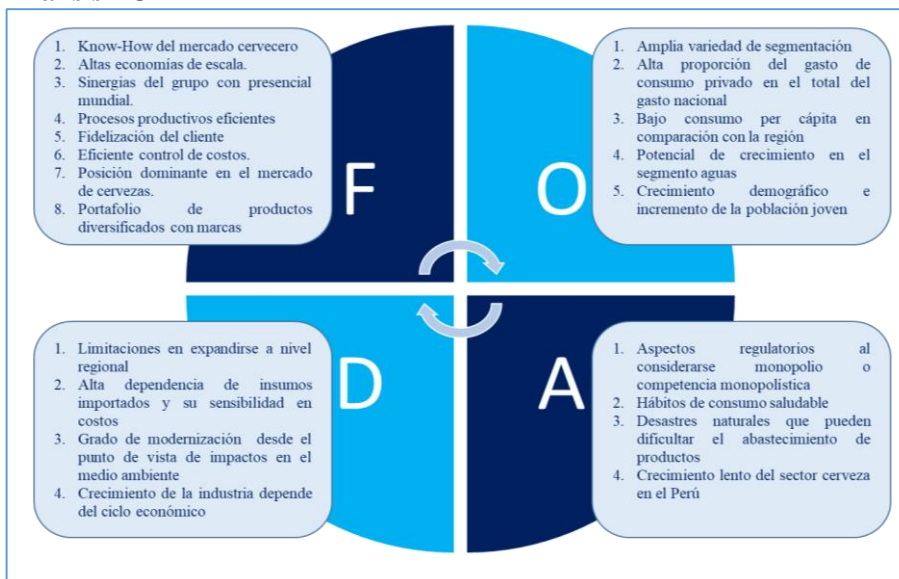 1. Know-How del mercado cervecero
2. Altas economías de escala.
3. Sinergias del grupo con presencial
mundial.
4. Procesos productivos eficientes
5. Fidelización del cliente
6. Eficiente control de costos.
7. Posición dominante en el mercado
de cervezas.
8. Portafolio de productos
diversificados con marcas
F
1. Amplia variedad de segmentación
2. Alta proporción del gasto de
consumo privado en el total del
gasto nacional
3. Bajo consumo per cápita en
comparación con la región
4. Potencial de crecimiento en el
segmento aguas
5. Crecimiento demográfico e
incremento de la población joven
O
1. Limitaciones en expandirse a nivel
regional
2. Alta dependencia de insumos
importados y su sensibilidad en
costos
3. Grado de modernización desde el
punto de vista de impactos en el
medio ambiente
4. Crecimiento de la industria depende
del ciclo económico
D
1. Aspectos regulatorios al
considerarse monopolio o
competencia monopolística
2. Hábitos de consumo saludable
3. Desastres naturales que pueden
dificultar el abastecimiento de
productos
4. Crecimiento lento del sector cerveza
en el Perú
A